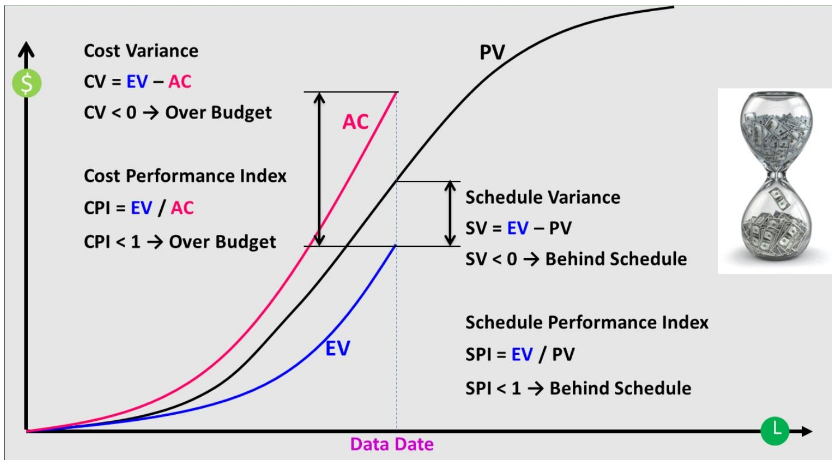 Cost Variance
CV = EV – AC
CV < 0 → Over Budget
Cost Performance Index
CPI = EV / AC
CPI < 1 → Over Budget
$
AC
PV
EV
Schedule Variance
SV = EV – PV
SV < 0 → Behind Schedule
Schedule Performance Index
SPI = EV / PV
SPI < 1 → Behind Schedule
Data Date